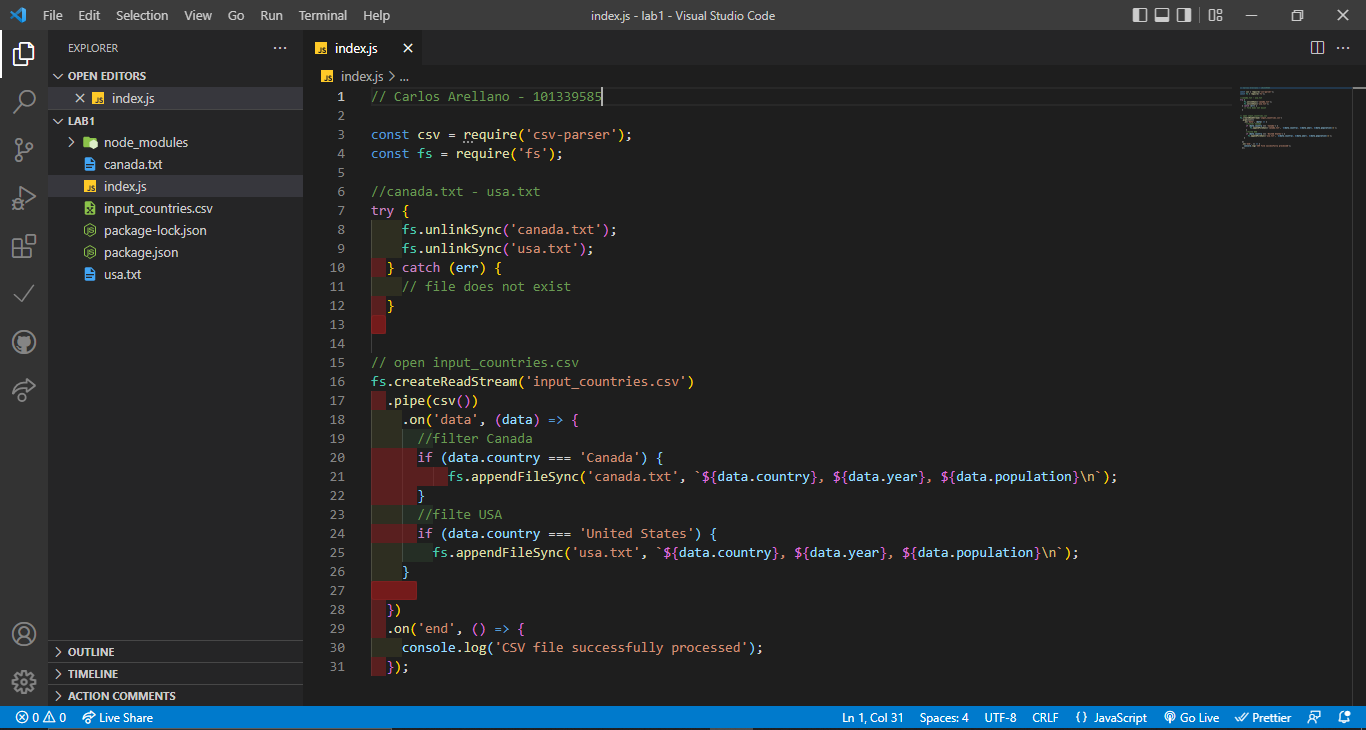 File Edit Selection View Go Run Terminal Help index.js - lab1 - Visual Studio Code
EXPLORER
OPEN EDITORS
index.js
LAB1
node_modules
canada.txt
index.js
input_countries.csv
package-lock.json
package.json
usa.txt
OUTLINE
TIMELINE
ACTION COMMENTS
JS index.js
JS index.js > ...
1 // Carlos Arellano - 101339585
2
3 const csv = require('csv-parser');
4 const fs = require('fs');
5
6 //canada.txt - usa.txt
7 try {
8     fs.unlinkSync('canada.txt');
9     fs.unlinkSync('usa.txt');
10   } catch (err) {
11     // file does not exist
12   }
13
14
15 // open input_countries.csv
16 fs.createReadStream('input_countries.csv')
17   .pipe(csv())
18     .on('data', (data) => {
19       //filter Canada
20       if (data.country === 'Canada') {
21           fs.appendFileSync('canada.txt', `${data.country}, ${data.year}, ${data.population}\n`);
22       }
23       //filte USA
24       if (data.country === 'United States') {
25         fs.appendFileSync('usa.txt', `${data.country}, ${data.year}, ${data.population}\n`);
26     }
27
28   })
29   .on('end', () => {
30     console.log('CSV file successfully processed');
31   });
0 0 Live Share Ln 1, Col 31 Spaces: 4 UTF-8 CRLF {} JavaScript Go Live Prettier